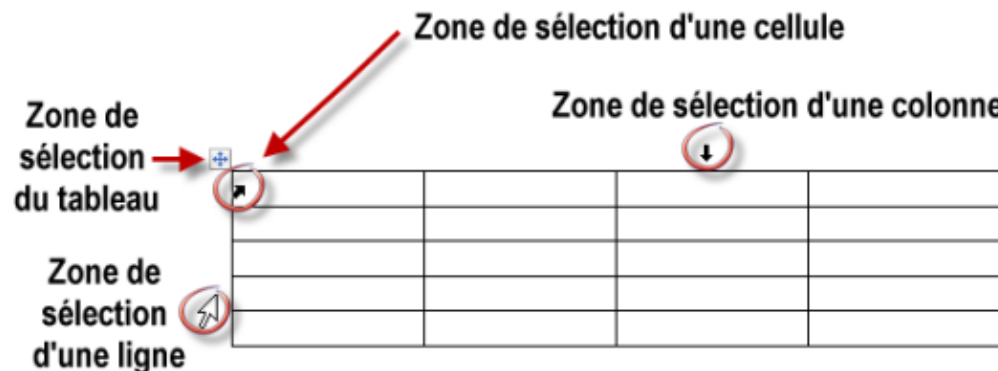 Zone de sélection d'une cellule
Zone de sélection d'une colonne
Zone de
sélection
du tableau
Zone de
sélection
d'une ligne